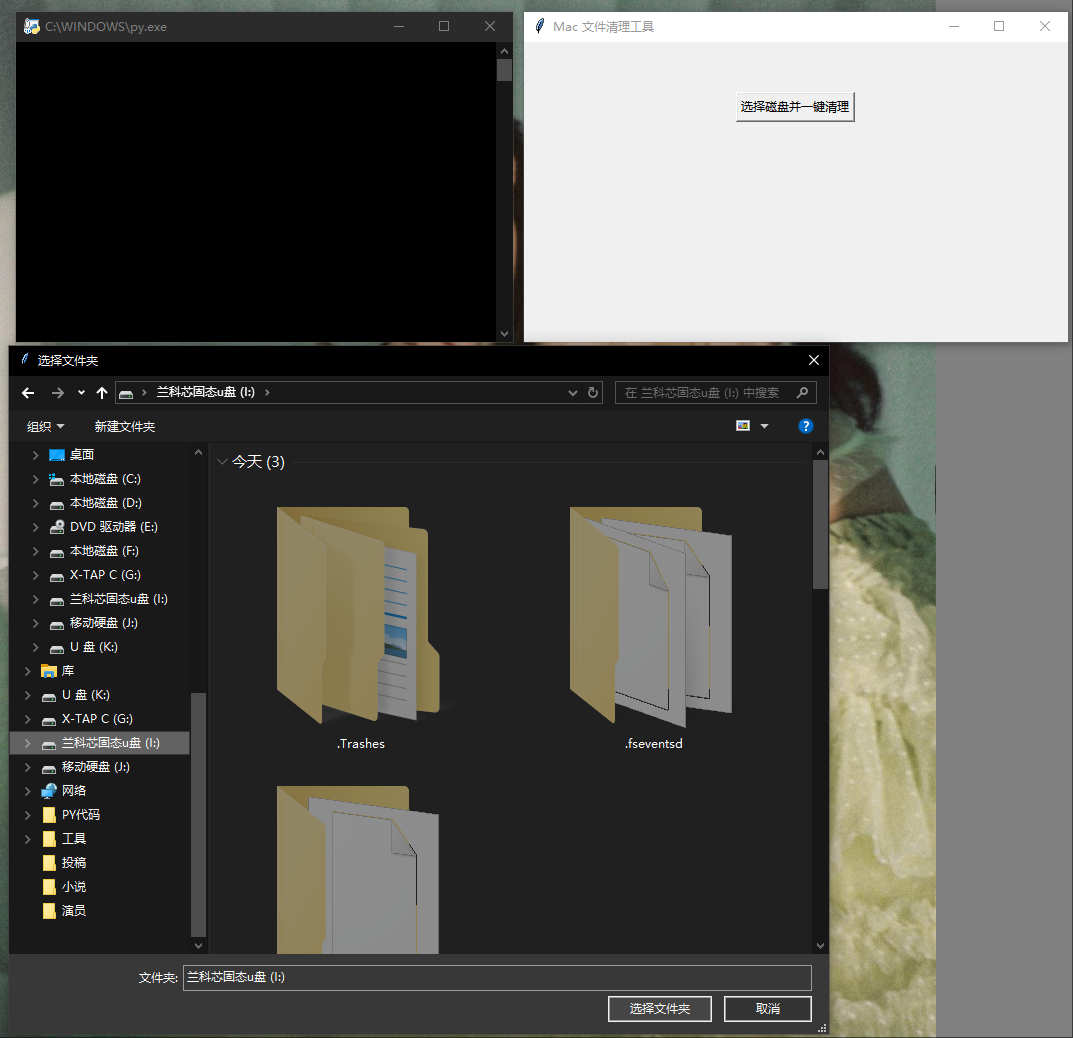 C:\WINDOWS\py.exe
Mac 文件清理工具
选择磁盘并一键清理
选择文件夹
兰科芯固态u盘 (I:)
在 兰科芯固态u盘 (I:) 中搜索
组织
新建文件夹
桌面
本地磁盘 (C:)
本地磁盘 (D:)
DVD 驱动器 (E:)
本地磁盘 (F:)
X-TAP C (G:)
兰科芯固态u盘 (I:)
移动硬盘 (J:)
U 盘 (K:)
库
U 盘 (K:)
X-TAP C (G:)
兰科芯固态u盘 (I:)
移动硬盘 (J:)
网络
PY代码
工具
投稿
小说
演员
今天 (3)
.Trashes
.fseventsd
文件夹:
兰科芯固态u盘 (I:)
选择文件夹
取消